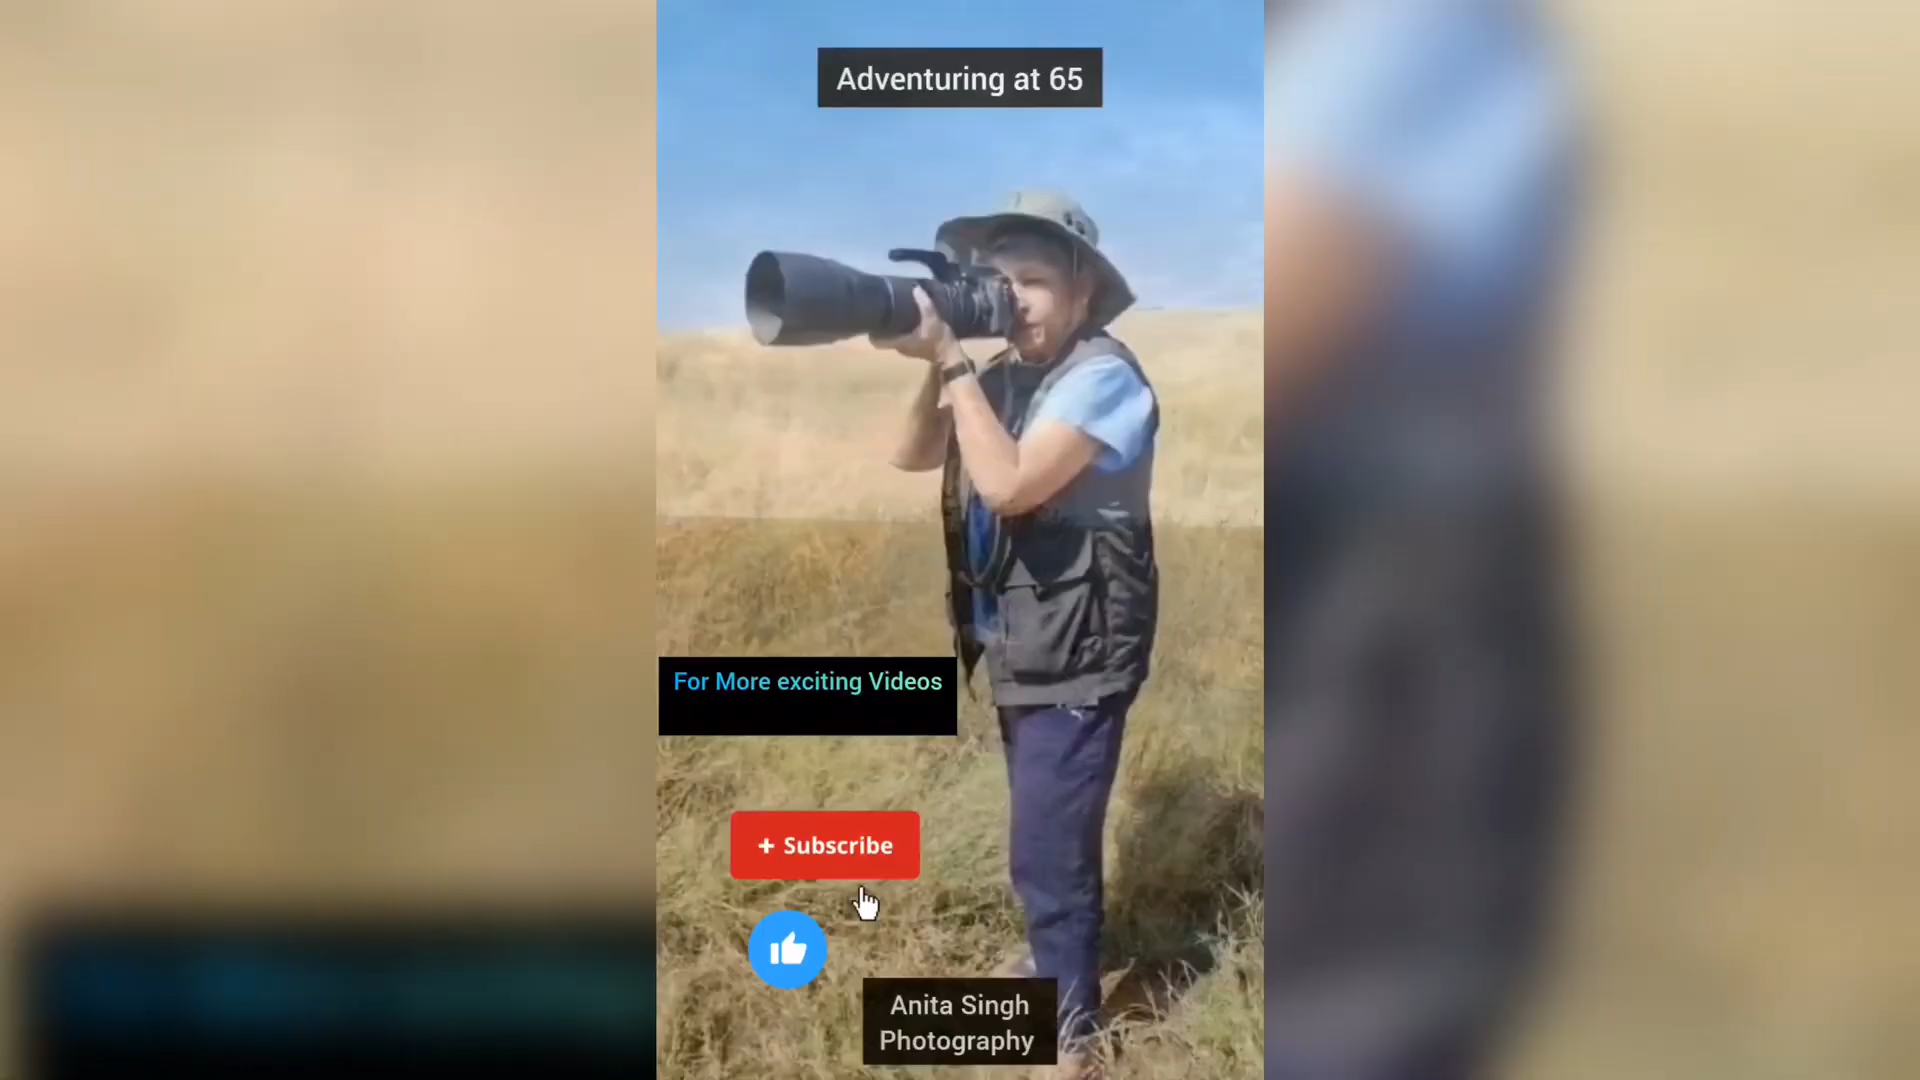 Adventuring at 65
For More exciting Videos
+ Subscribe
Anita Singh
Photography